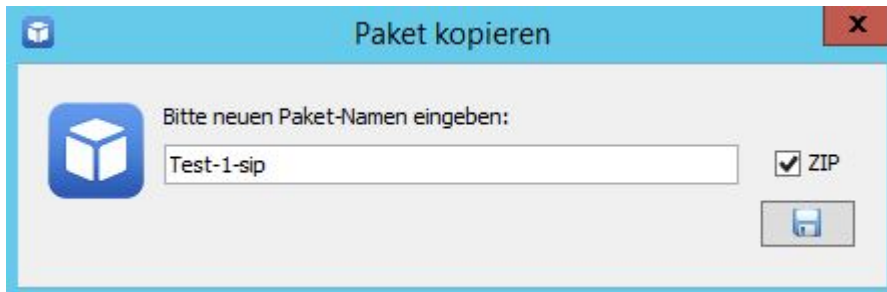 Paket kopieren
x
Bitte neuen Paket-Namen eingeben:
Test-1-sip
ZIP